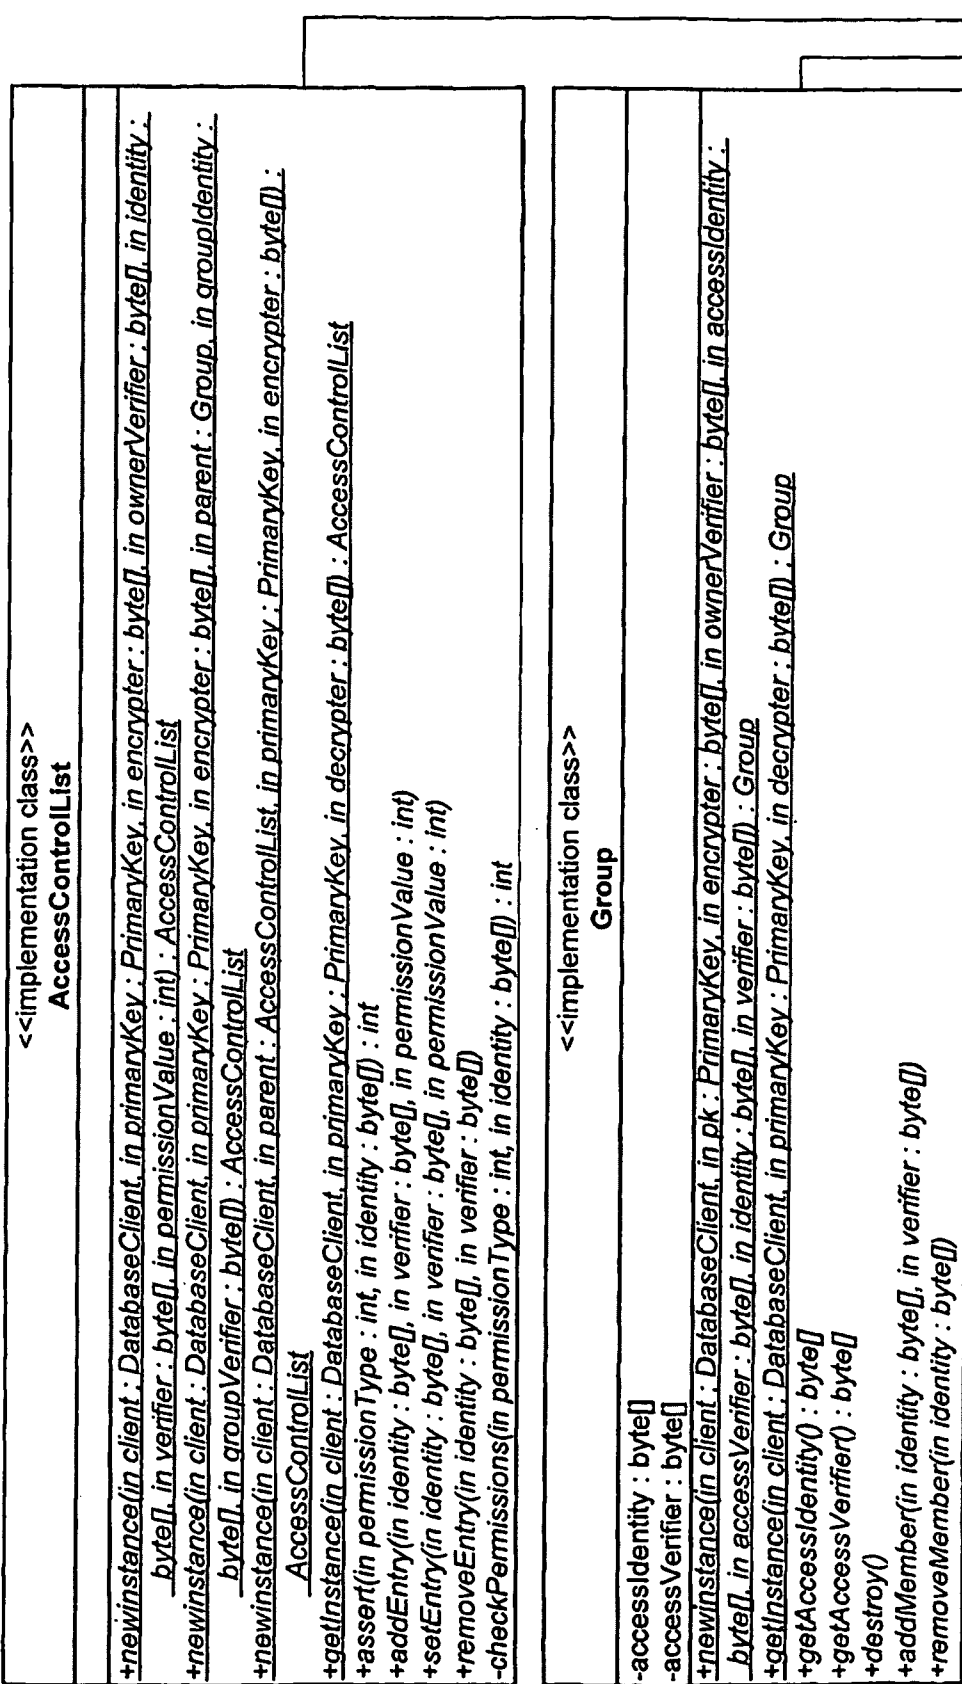 <<implementation class>>
AccessControlList
+newinstance(in client : DatabaseClient, in primaryKey : PrimaryKey, in encrypter : byte[], in ownerVerifier : byte[], in identity :
byte[], in verifier : byte[], in permissionValue : int) : AccessControlList
+newinstance(in client : DatabaseClient, in primaryKey : PrimaryKey, in encrypter : byte[], in parent : Group, in groupIdentity :
byte[], in groupVerifier : byte[]) : AccessControlList
+newinstance(in client : DatabaseClient, in parent : AccessControlList, in primaryKey : PrimaryKey, in encrypter : byte[]) :
AccessControlList
+getInstance(in client : DatabaseClient, in primaryKey : PrimaryKey, in decrypter : byte[]) : AccessControlList
+assert(in permissionType : int, in identity : byte[]) : int
+addEntry(in identity : byte[], in verifier : byte[], in pemissionValue : int)
+setEntry(in identity : byte[], in verifier : byte[], in permissionValue : int)
+removeEntry(in identity : byte[], in verifier : byte[])
-checkPermissions(in permissionType : int, in identity : byte[]) : int
<<implementation class>>
Group
-accessIdentity : byte[]
-accessVerifier : byte[]
+newinstance(in client : DatabaseClient, in pk : PrimaryKey, in encrypter : byte[], in ownerVerifier : byte[], in accessIdentity :
byte[], in accessVerifier : byte[], in identity : byte[], in verifier : byte[]) : Group
+getInstance(in client : DatabaseClient, in primaryKey : PrimaryKey, in decrypter : byte[]) : Group
+getAccessIdentity() : byte[]
+getAccessVerifier() : byte[]
+destroy()
+addMember(in identity : byte[], in verifier : byte[])
+removeMember(in identity : byte[])